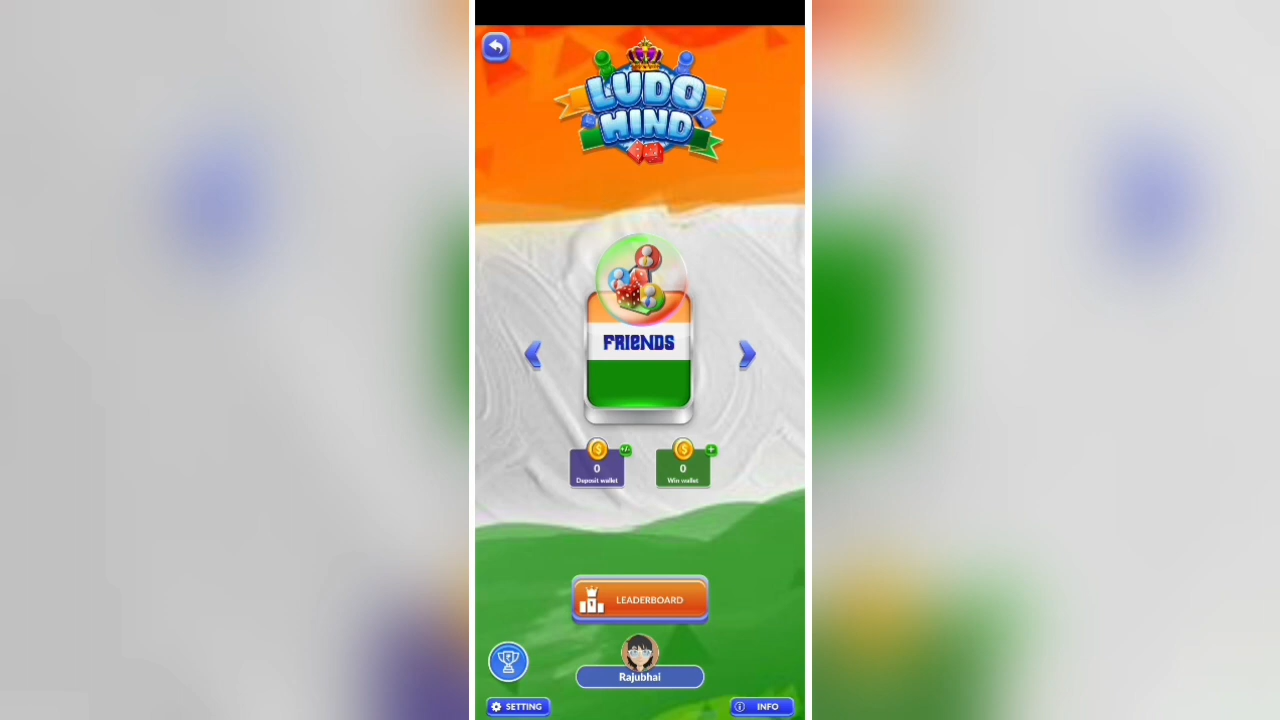 LUDO
HIND
FRIENDS
0
Deposit wallet
0
Win wallet
LEADERBOARD
Rajubhai
SETTING
INFO